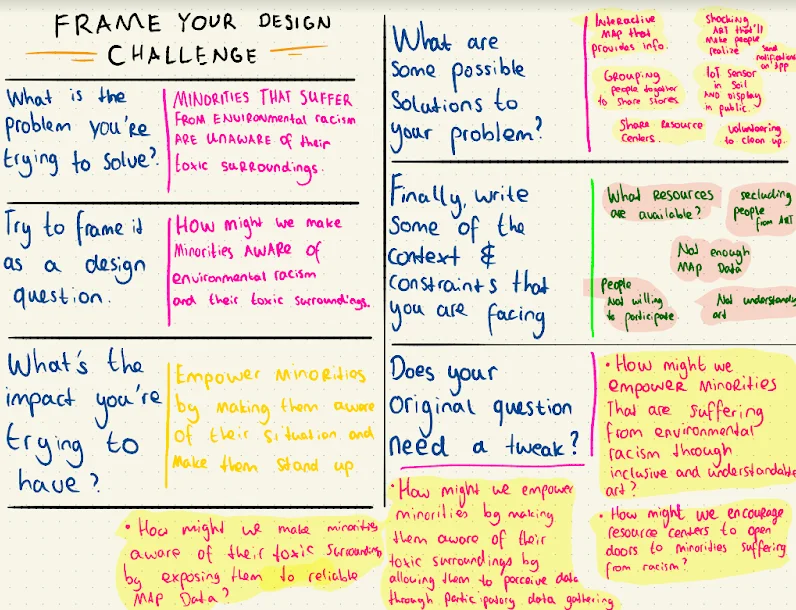 FRAME YOUR DESIGN
CHALLENGE
What is the
problem you're
trying to solve?
MINORITIES THAT SUFFER
FROM ENVIRONMENTAL racism
ARE UNAWARE of their
toxic surroundings.
Try to frame it
as a design
question.
How might we make
Minorities AWARE OF
environmental racism
and their toxic surroundings.
What's the
impact you're
trying to
have?
Empower Minorities
by making them aware
of their situation and
make them stand up
• How might we make minorities
aware of their toxic surroundings
by exposing them to reliable
MAP Data?
What are
some possible
Solutions to
your problem?
Interactive
MAP that
provides info.
Shocking
ART that'll
make people
realize
Send
notifications
on app
Grouping
people together
to share stories
IoT sensor
in soil
AND display
in public.
Share Resource
Centers.
Volunteering
to clean up.
Finally, write
some of the
context &
constraints that
you are facing
What Resources
are available?
secluding
people
from ART
Not enough
MAP Data
people
Not willing
to participate
Not understanding
art
Does your
original question
need a tweak?
• How might we
empower minorities
That are suffering
from environmental
racism through
inclusive and understandable
art?
• How might we empower
minorities by making
them aware of their
toxic surroundings by
allowing them to perceive data
through participatory data gathering
• How might we encourage
resource centers to open
doors to minorities suffering
from racism?